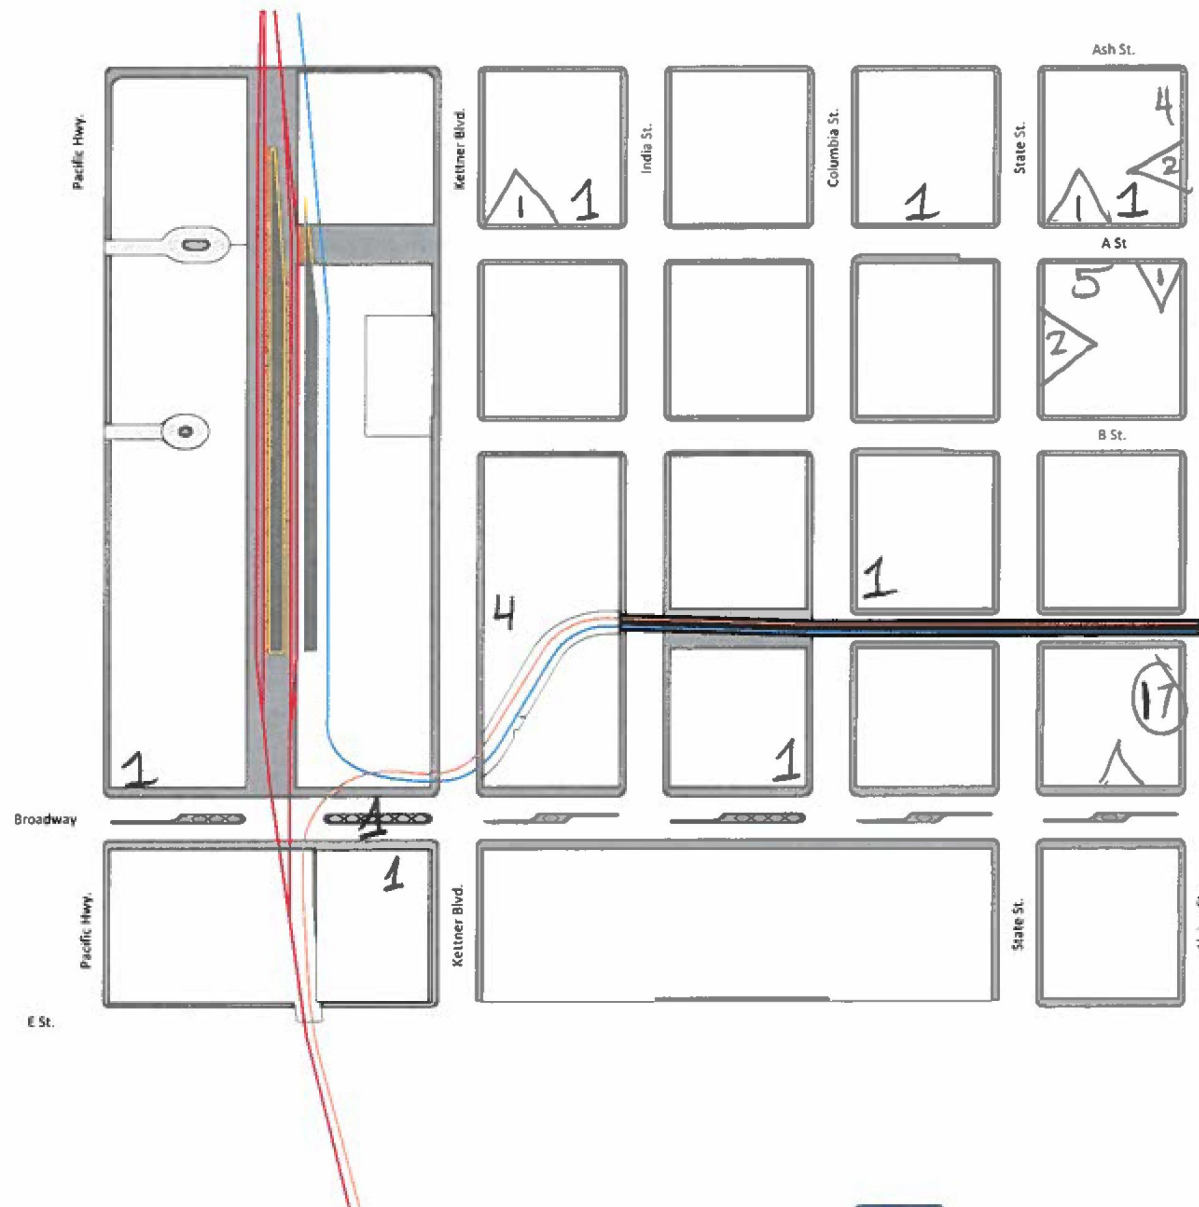 Ash St.
Pacific Hwy.
Kettner Blvd.
India St.
Columbia St.
State St.
4
2
1
1
1
1
1
A St
5
1
2
B St.
4
1
17
1
1
Broadway
1
1
Pacific Hwy.
Kettner Blvd.
State St.
E St.